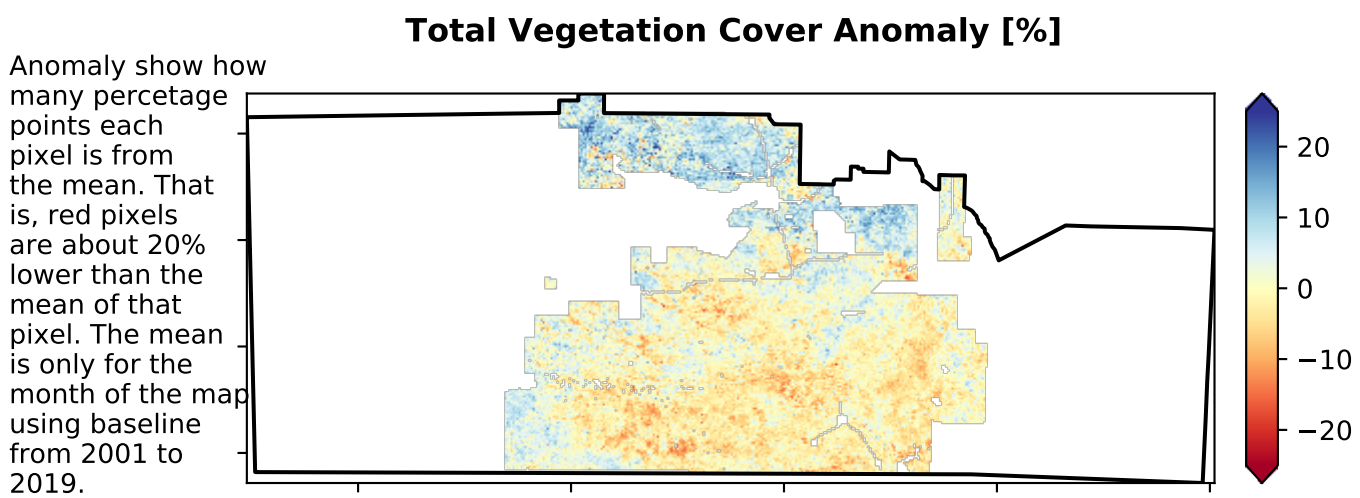 Total Vegetation Cover Anomaly [%]
Anomaly show how
many percetage
points each
pixel is from
the mean. That
is, red pixels
are about 20%
lower than the
mean of that
pixel. The mean
is only for the
month of the map
using baseline
from 2001 to
2019.
20
10
0
−10
−20